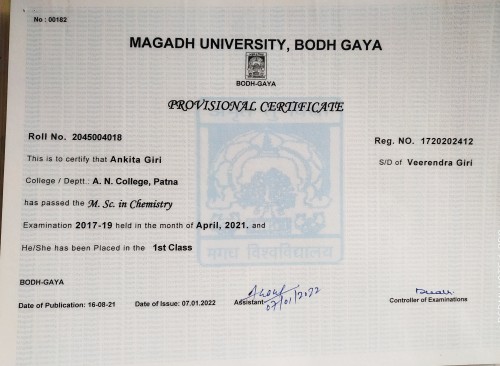 No : 00182
MAGADH UNIVERSITY, BODH GAYA
BODH-GAYA
PROVISIONAL CERTIFICATE
Roll No. 2045004018
Reg. NO. 1720202412
This is to certify that Ankita Giri
S/D of Veerendra Giri
College / Deptt.: A. N. College, Patna
has passed the M. Sc. in Chemistry
Examination 2017-19 held in the month of April, 2021. and
He/She has been Placed in the 1st Class
मगध विश्वविद्यालय
BODH-GAYA
Date of Publication: 16-08-21
Date of Issue: 07.01.2022
Assistant
07/01/2022
Controller of Examinations